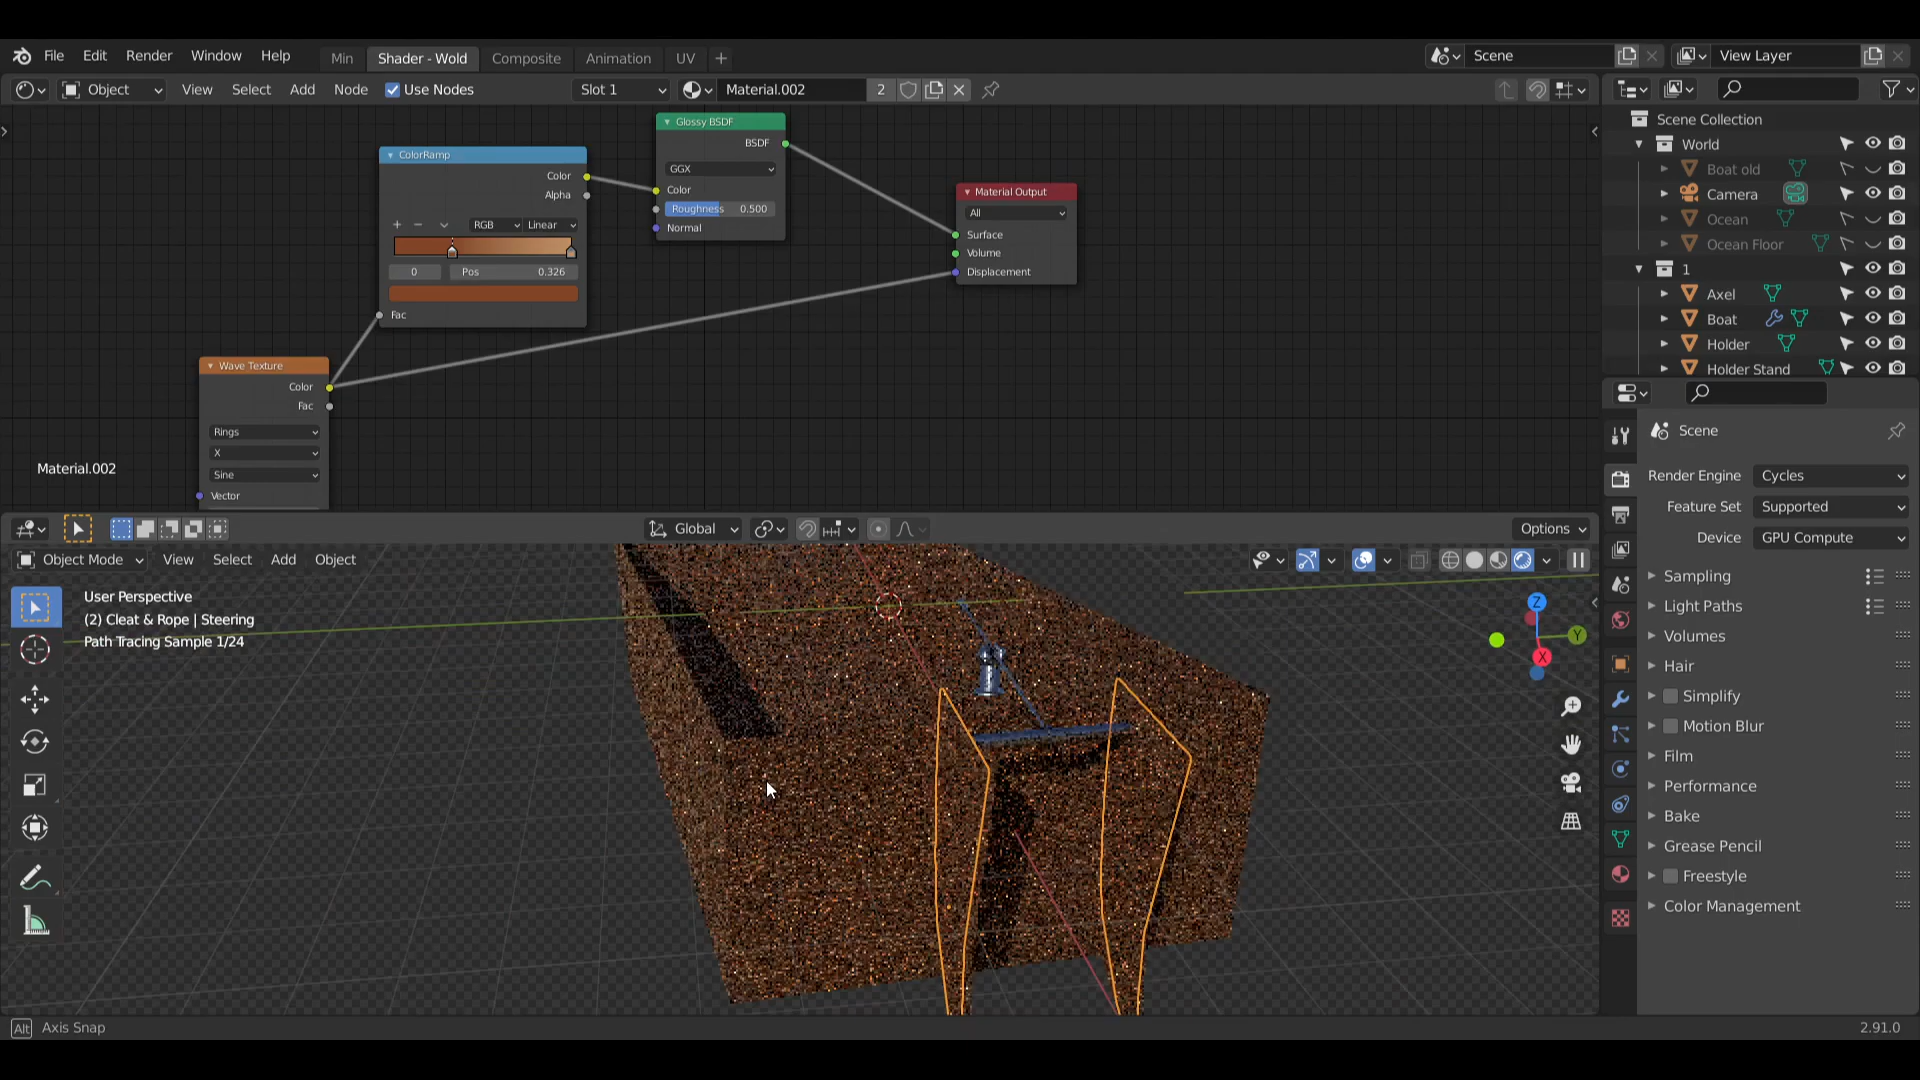 File Edit Render Window Help Min Shader - Wold Composite Animation UV + Scene View Layer
Object View Select Add Node Object Use Nodes Slot 1 Material.002 2
Glossy BSDF
BSDF
GGX
Color
Roughness 0.500
Normal
ColorRamp
Color
Alpha
+ − RGB Linear
0 Pos 0.326
Fac
Material Output
All
Surface
Volume
Displacement
Wave Texture
Color
Fac
Rings
X
Sine
Vector
Material.002
Scene Collection
World
Boat old
Camera
Ocean
Ocean Floor
1
Axel
Boat
Holder
Holder Stand
Global Options
Object Mode View Select Add Object
User Perspective
(2) Cleat & Rope | Steering
Path Tracing Sample 1/24
Z
Y
X
Scene
Render Engine Cycles
Feature Set Supported
Device GPU Compute
Sampling
Light Paths
Volumes
Hair
Simplify
Motion Blur
Film
Performance
Bake
Grease Pencil
Freestyle
Color Management
Alt Axis Snap
2.91.0